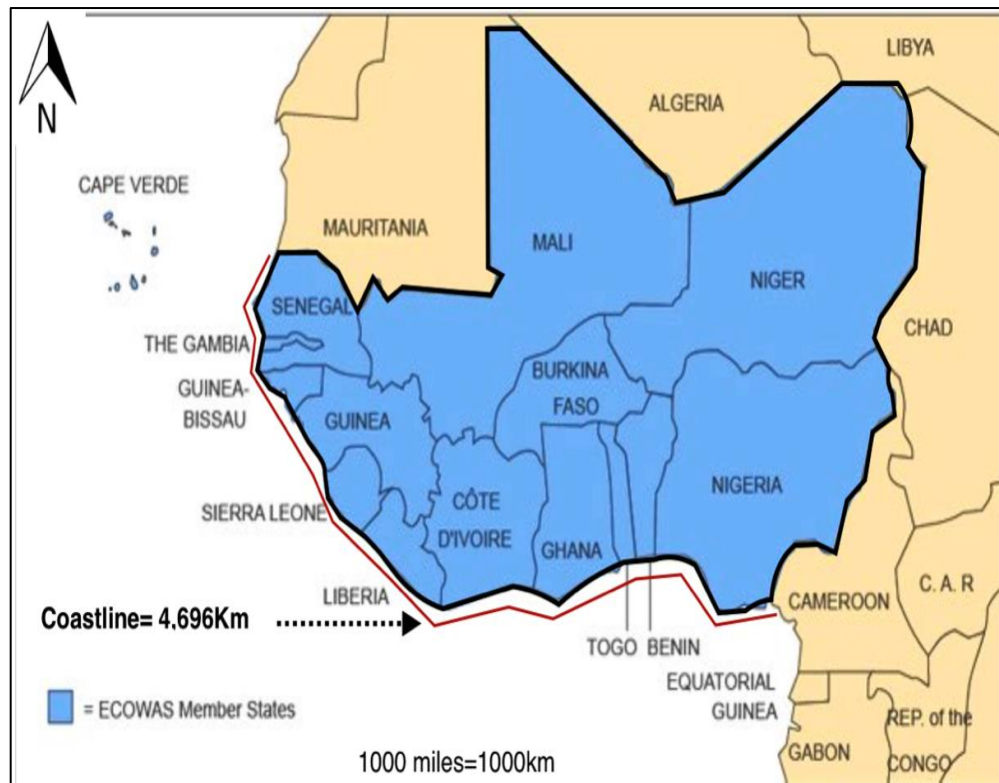 LIBYA
ALGERIA
N
CAPE VERDE
MAURITANIA
MALI
NIGER
SENEGAL
CHAD
THE GAMBIA
BURKINA
FASO
GUINEA-
BISSAU
GUINEA
NIGERIA
CÔTE
D'IVOIRE
SIERRA LEONE
GHANA
C. A. R
LIBERIA
CAMEROON
Coastline= 4,696Km
TOGO
BENIN
EQUATORIAL
GUINEA
= ECOWAS Member States
REP. of the
CONGO
GABON
1000 miles=1000km